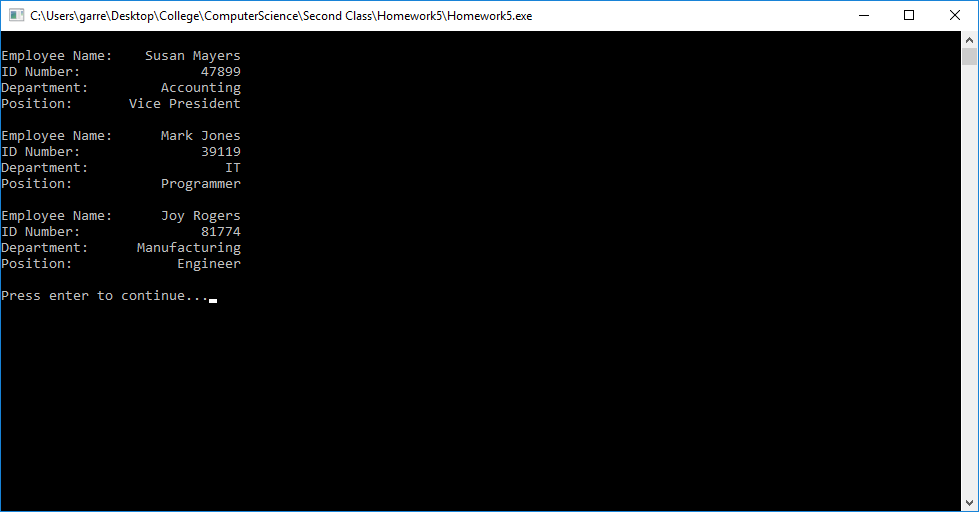 C:\Users\garre\Desktop\College\ComputerScience\Second Class\Homework5\Homework5.exe
Employee Name:    Susan Mayers
ID Number:               47899
Department:         Accounting
Position:       Vice President
Employee Name:      Mark Jones
ID Number:               39119
Department:                 IT
Position:           Programmer
Employee Name:      Joy Rogers
ID Number:               81774
Department:      Manufacturing
Position:             Engineer
Press enter to continue...